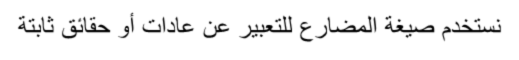 نستخدم صيغة المضارع للتعبير عن عادات أو حقائق ثابتة